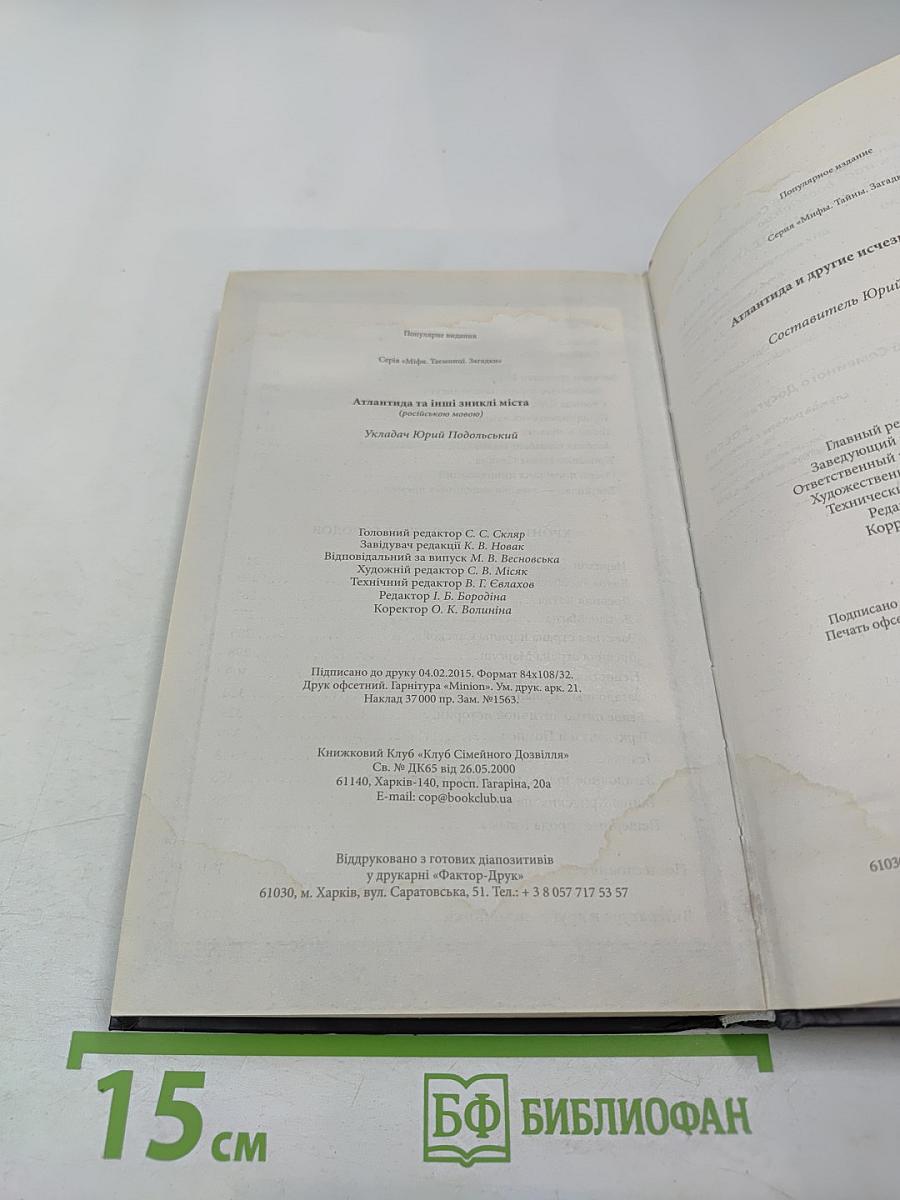 Популярне видання
Серія «Міфи. Таємниці. Загадки»
Атлантида та інші зниклі міста
(російською мовою)
Укладач Юрий Подольський
Головний редактор С. С. Скляр
Завідувач редакції К. В. Новак
Відповідальний за випуск М. В. Весновська
Художній редактор С. В. Місяк
Технічний редактор В. Г. Євлахов
Редактор І. Б. Бородіна
Коректор О. К. Волиніна
Підписано до друку 04.02.2015. Формат 84х108/32.
Друк офсетний. Гарнітура «Minion». Ум. друк. арк. 21.
Наклад 37 000 пр. Зам. №1563.
Книжковий Клуб «Клуб Сімейного Дозвілля»
Св. № ДК65 від 26.05.2000
61140, Харків-140, просп. Гагаріна, 20а
E-mail: cop@bookclub.ua
Віддруковано з готових діапозитивів
у друкарні «Фактор-Друк»
61030, м. Харків, вул. Саратовська, 51. Тел.: + 3 8 057 717 53 57
Популярное издание
Серия «Мифы. Тайны. Загад
Атлантида и другие исчез
Составитель Юрий
Главный ре
Заведующий
Ответственный
Художественны
Технически
Реда
Корр
Подписано
Печать офсе
61030
15 см
БФ БИБЛИОФАН